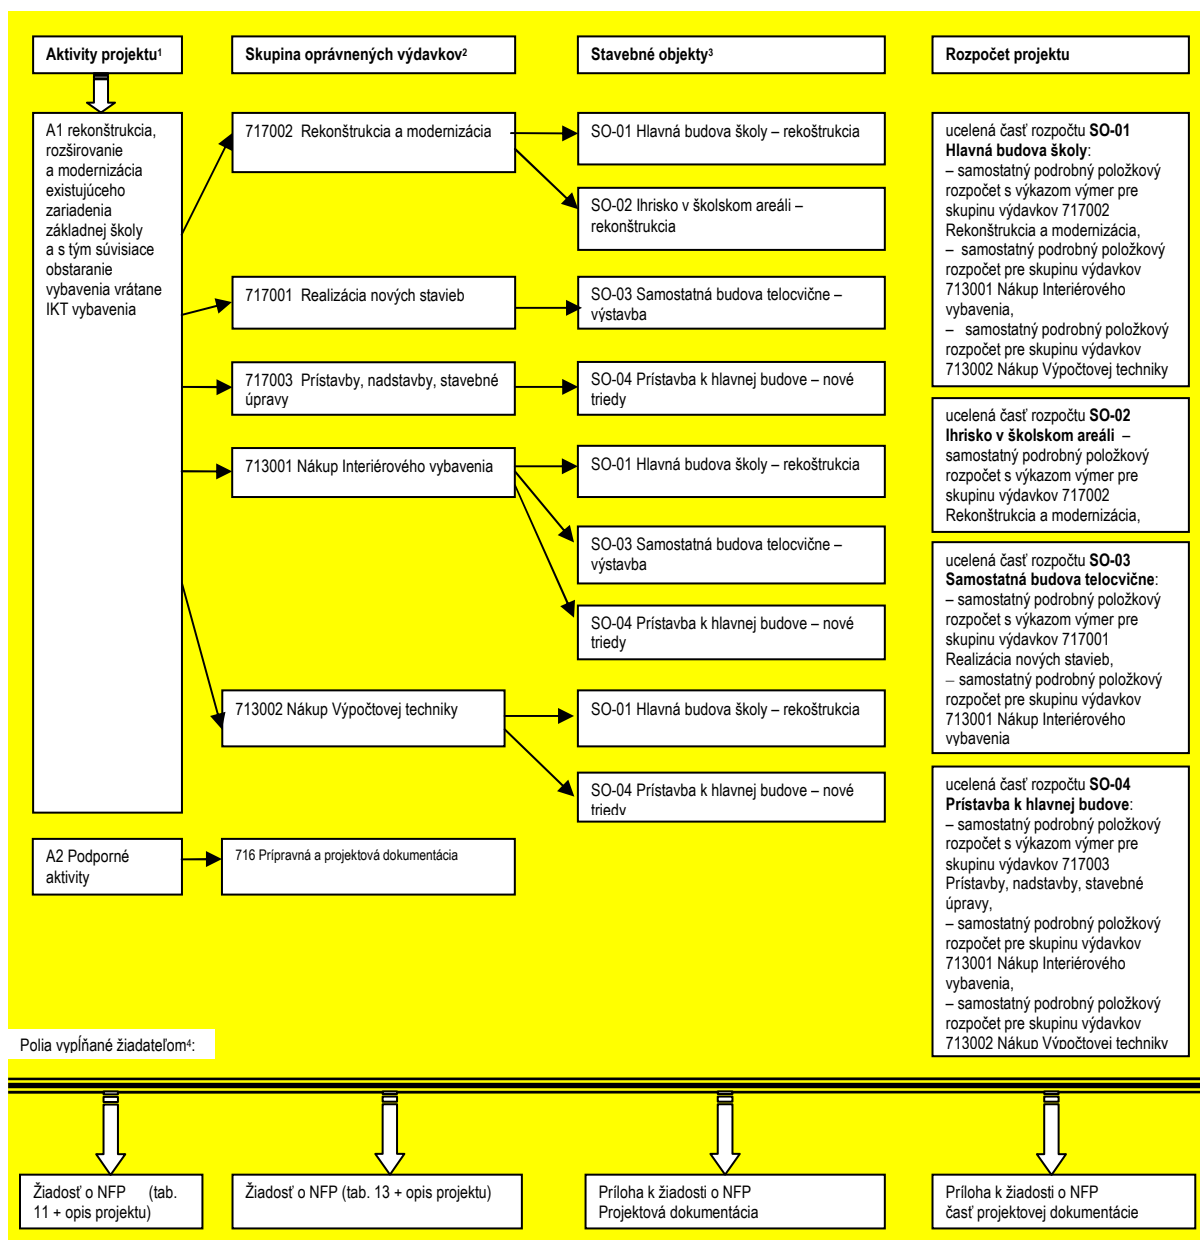 Aktivity projektu¹
Skupina oprávnených výdavkov²
Stavebné objekty³
Rozpočet projektu
A1 rekonštrukcia,
rozširovanie
a modernizácia
existujúceho
zariadenia
základnej školy
a s tým súvisiace
obstaranie
vybavenia vrátane
IKT vybavenia
717002 Rekonštrukcia a modernizácia
SO-01 Hlavná budova školy – rekoštrukcia
SO-02 Ihrisko v školskom areáli –
rekonštrukcia
717001 Realizácia nových stavieb
SO-03 Samostatná budova telocvične –
výstavba
717003 Prístavby, nadstavby, stavebné
úpravy
SO-04 Prístavba k hlavnej budove – nové
triedy
713001 Nákup Interiérového vybavenia
SO-01 Hlavná budova školy – rekoštrukcia
SO-03 Samostatná budova telocvične –
výstavba
SO-04 Prístavba k hlavnej budove – nové
triedy
713002 Nákup Výpočtovej techniky
SO-01 Hlavná budova školy – rekoštrukcia
SO-04 Prístavba k hlavnej budove – nové
triedy
A2 Podporné
aktivity
716 Prípravná a projektová dokumentácia
ucelená časť rozpočtu SO-01
Hlavná budova školy:
– samostatný podrobný položkový
rozpočet s výkazom výmer pre
skupinu výdavkov 717002
Rekonštrukcia a modernizácia,
– samostatný podrobný položkový
rozpočet pre skupinu výdavkov
713001 Nákup Interiérového
vybavenia,
– samostatný podrobný položkový
rozpočet pre skupinu výdavkov
713002 Nákup Výpočtovej techniky
ucelená časť rozpočtu SO-02
Ihrisko v školskom areáli –
samostatný podrobný položkový
rozpočet s výkazom výmer pre
skupinu výdavkov 717002
Rekonštrukcia a modernizácia,
ucelená časť rozpočtu SO-03
Samostatná budova telocvične:
– samostatný podrobný položkový
rozpočet s výkazom výmer pre
skupinu výdavkov 717001
Realizácia nových stavieb,
– samostatný podrobný položkový
rozpočet pre skupinu výdavkov
713001 Nákup Interiérového
vybavenia
ucelená časť rozpočtu SO-04
Prístavba k hlavnej budove:
– samostatný podrobný položkový
rozpočet s výkazom výmer pre
skupinu výdavkov 717003
Prístavby, nadstavby, stavebné
úpravy,
– samostatný podrobný položkový
rozpočet pre skupinu výdavkov
713001 Nákup Interiérového
vybavenia,
– samostatný podrobný položkový
rozpočet pre skupinu výdavkov
713002 Nákup Výpočtovej techniky
Polia vypĺňané žiadateľom⁴:
Žiadosť o NFP (tab.
11 + opis projektu)
Žiadosť o NFP (tab. 13 + opis projektu)
Príloha k žiadosti o NFP
Projektová dokumentácia
Príloha k žiadosti o NFP
časť projektovej dokumentácie